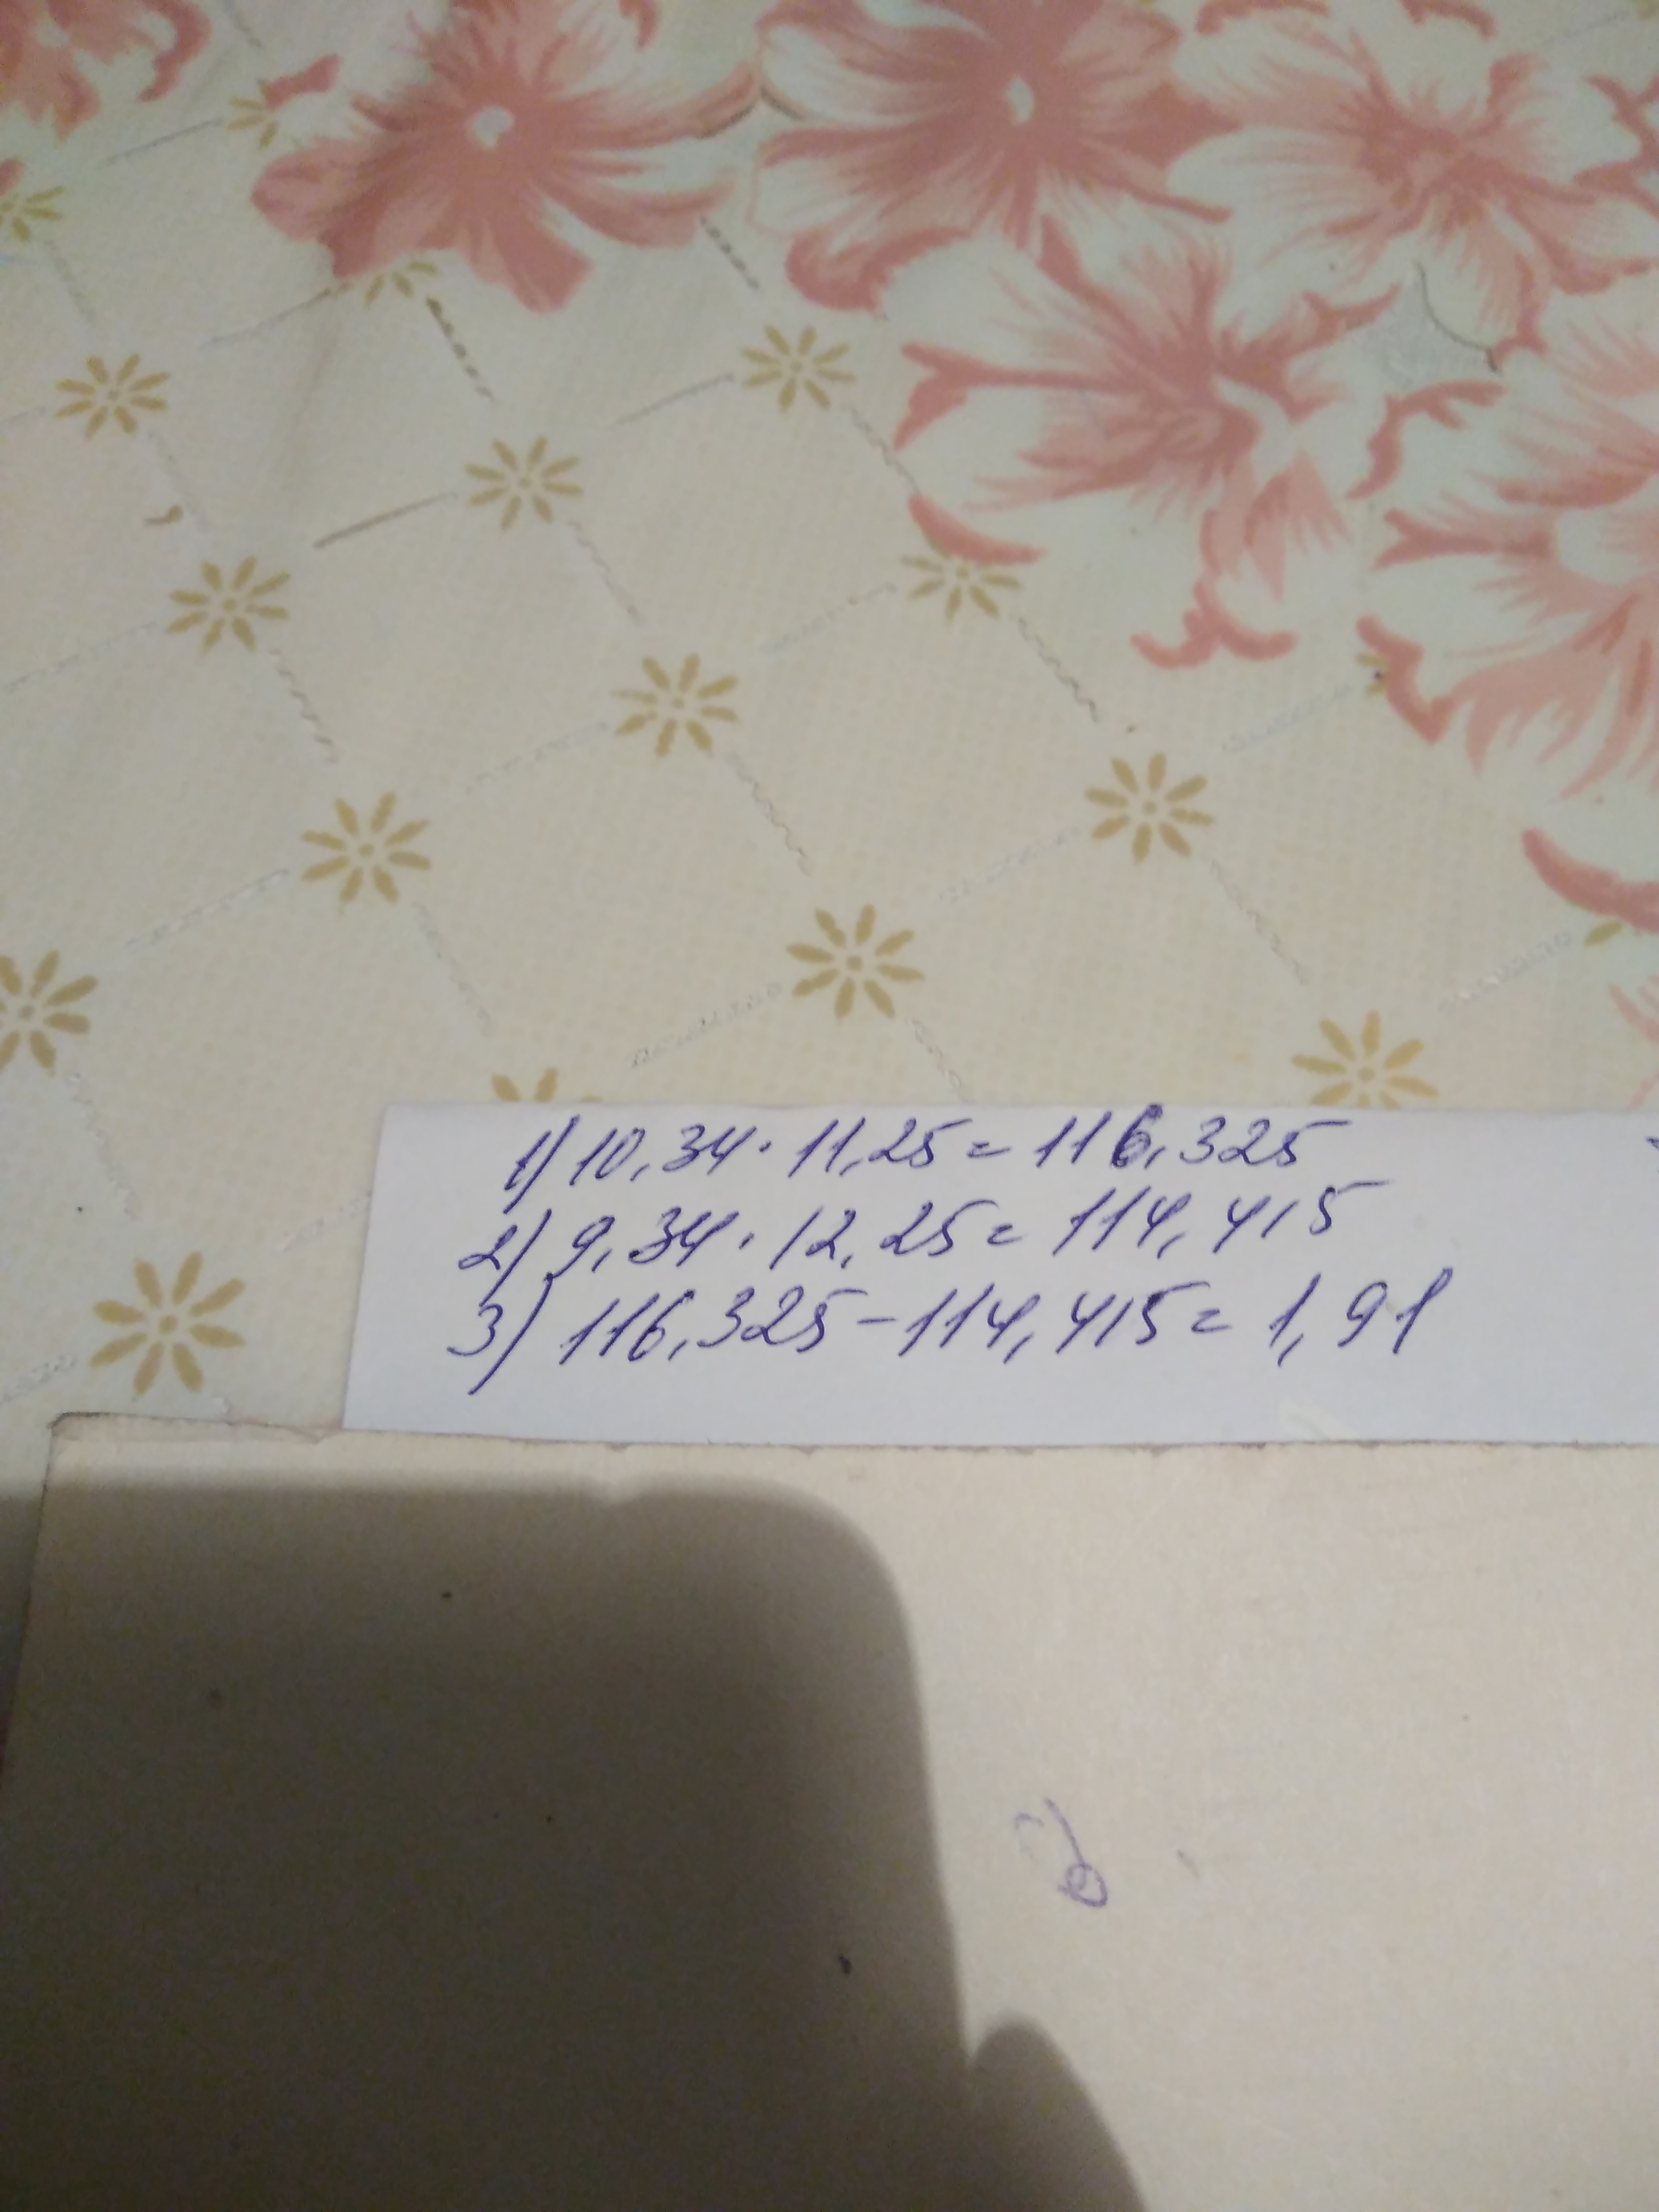 1) 10,34 · 11,25 = 116,325
2) 9,34 · 12,25 = 114,415
3) 116,325 - 114,415 = 1,91